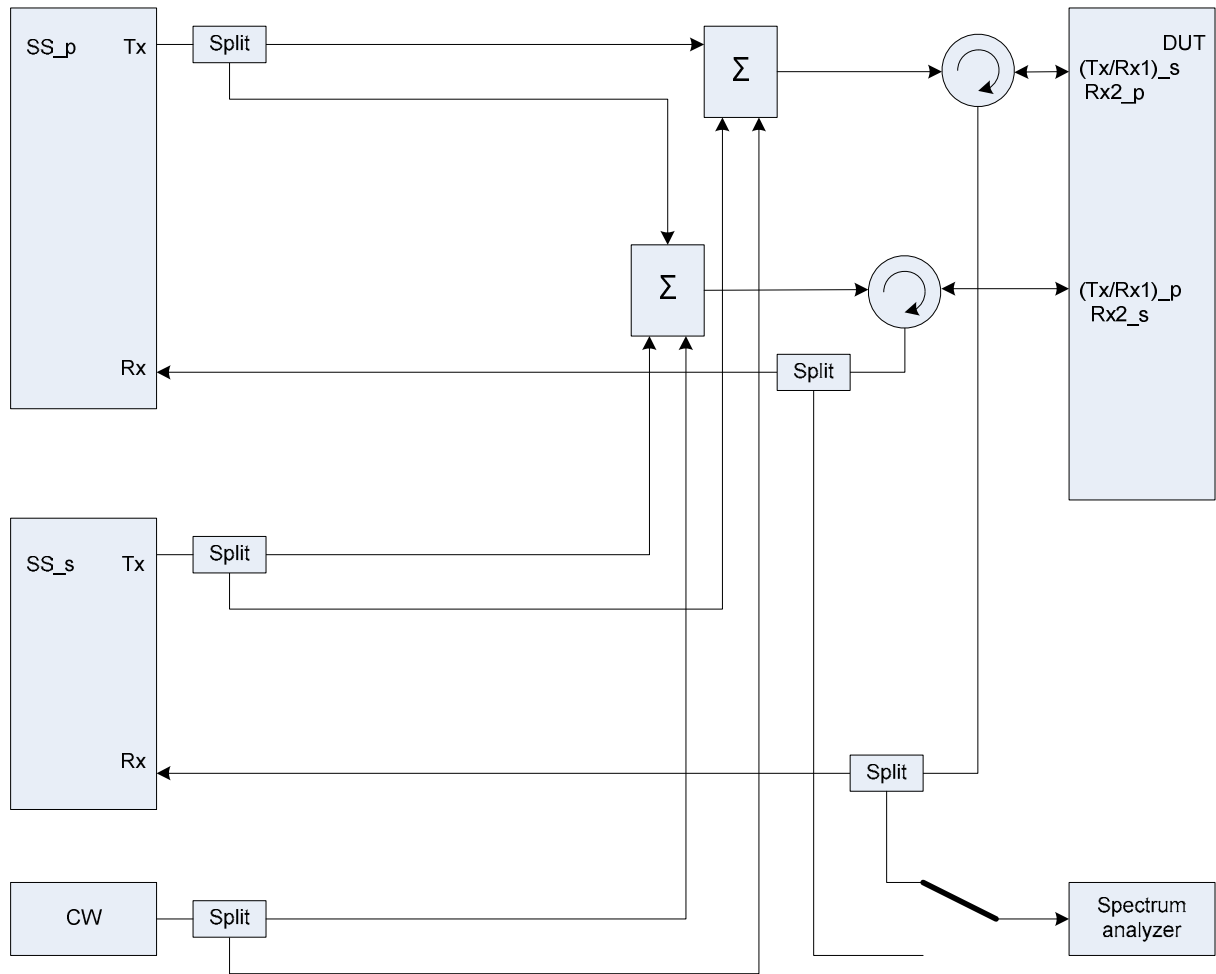 SS_p
Tx
Split
Σ
DUT
(Tx/Rx1)_s
Rx2_p
Σ
(Tx/Rx1)_p
Rx2_s
Rx
Split
SS_s
Tx
Split
Rx
Split
CW
Split
Spectrum
analyzer